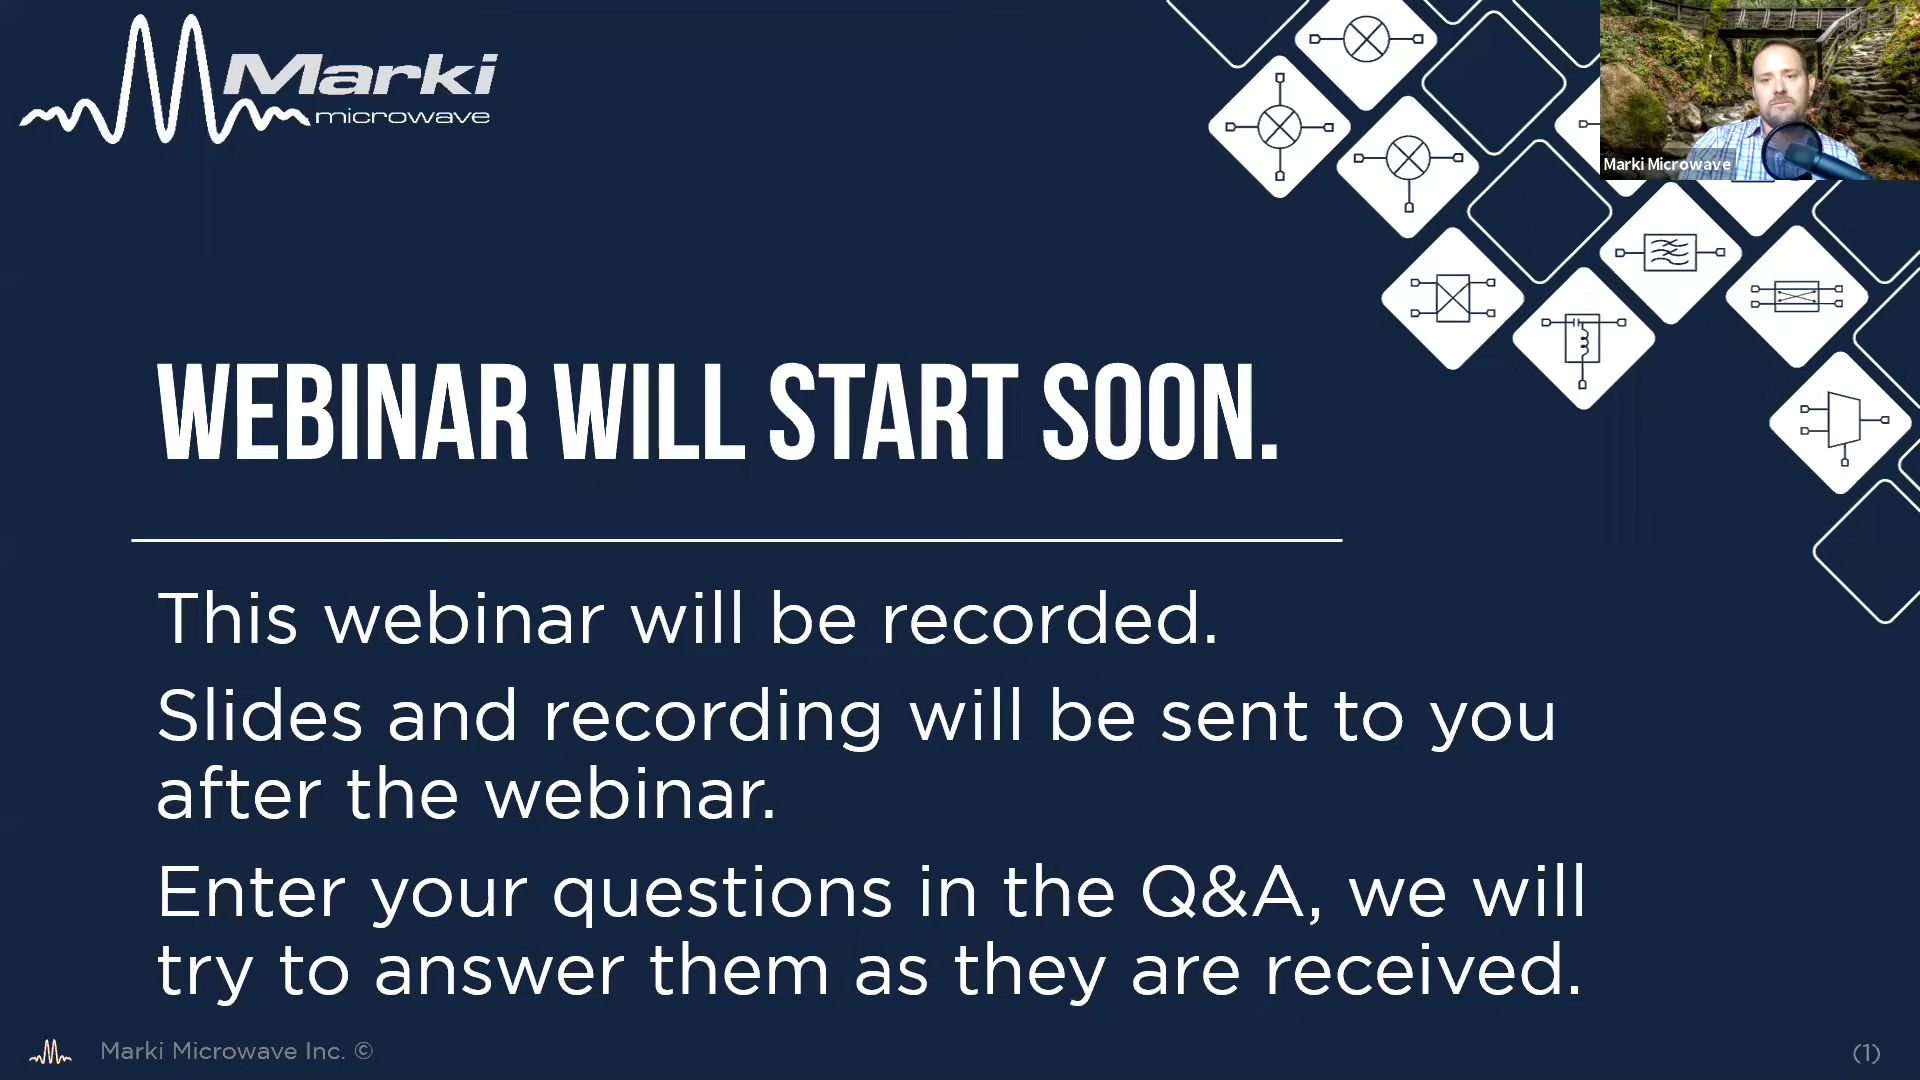 Marki
microwave
Marki Microwave
WEBINAR WILL START SOON.
This webinar will be recorded.
Slides and recording will be sent to you
after the webinar.
Enter your questions in the Q&A, we will
try to answer them as they are received.
Marki Microwave Inc. ©
(1)